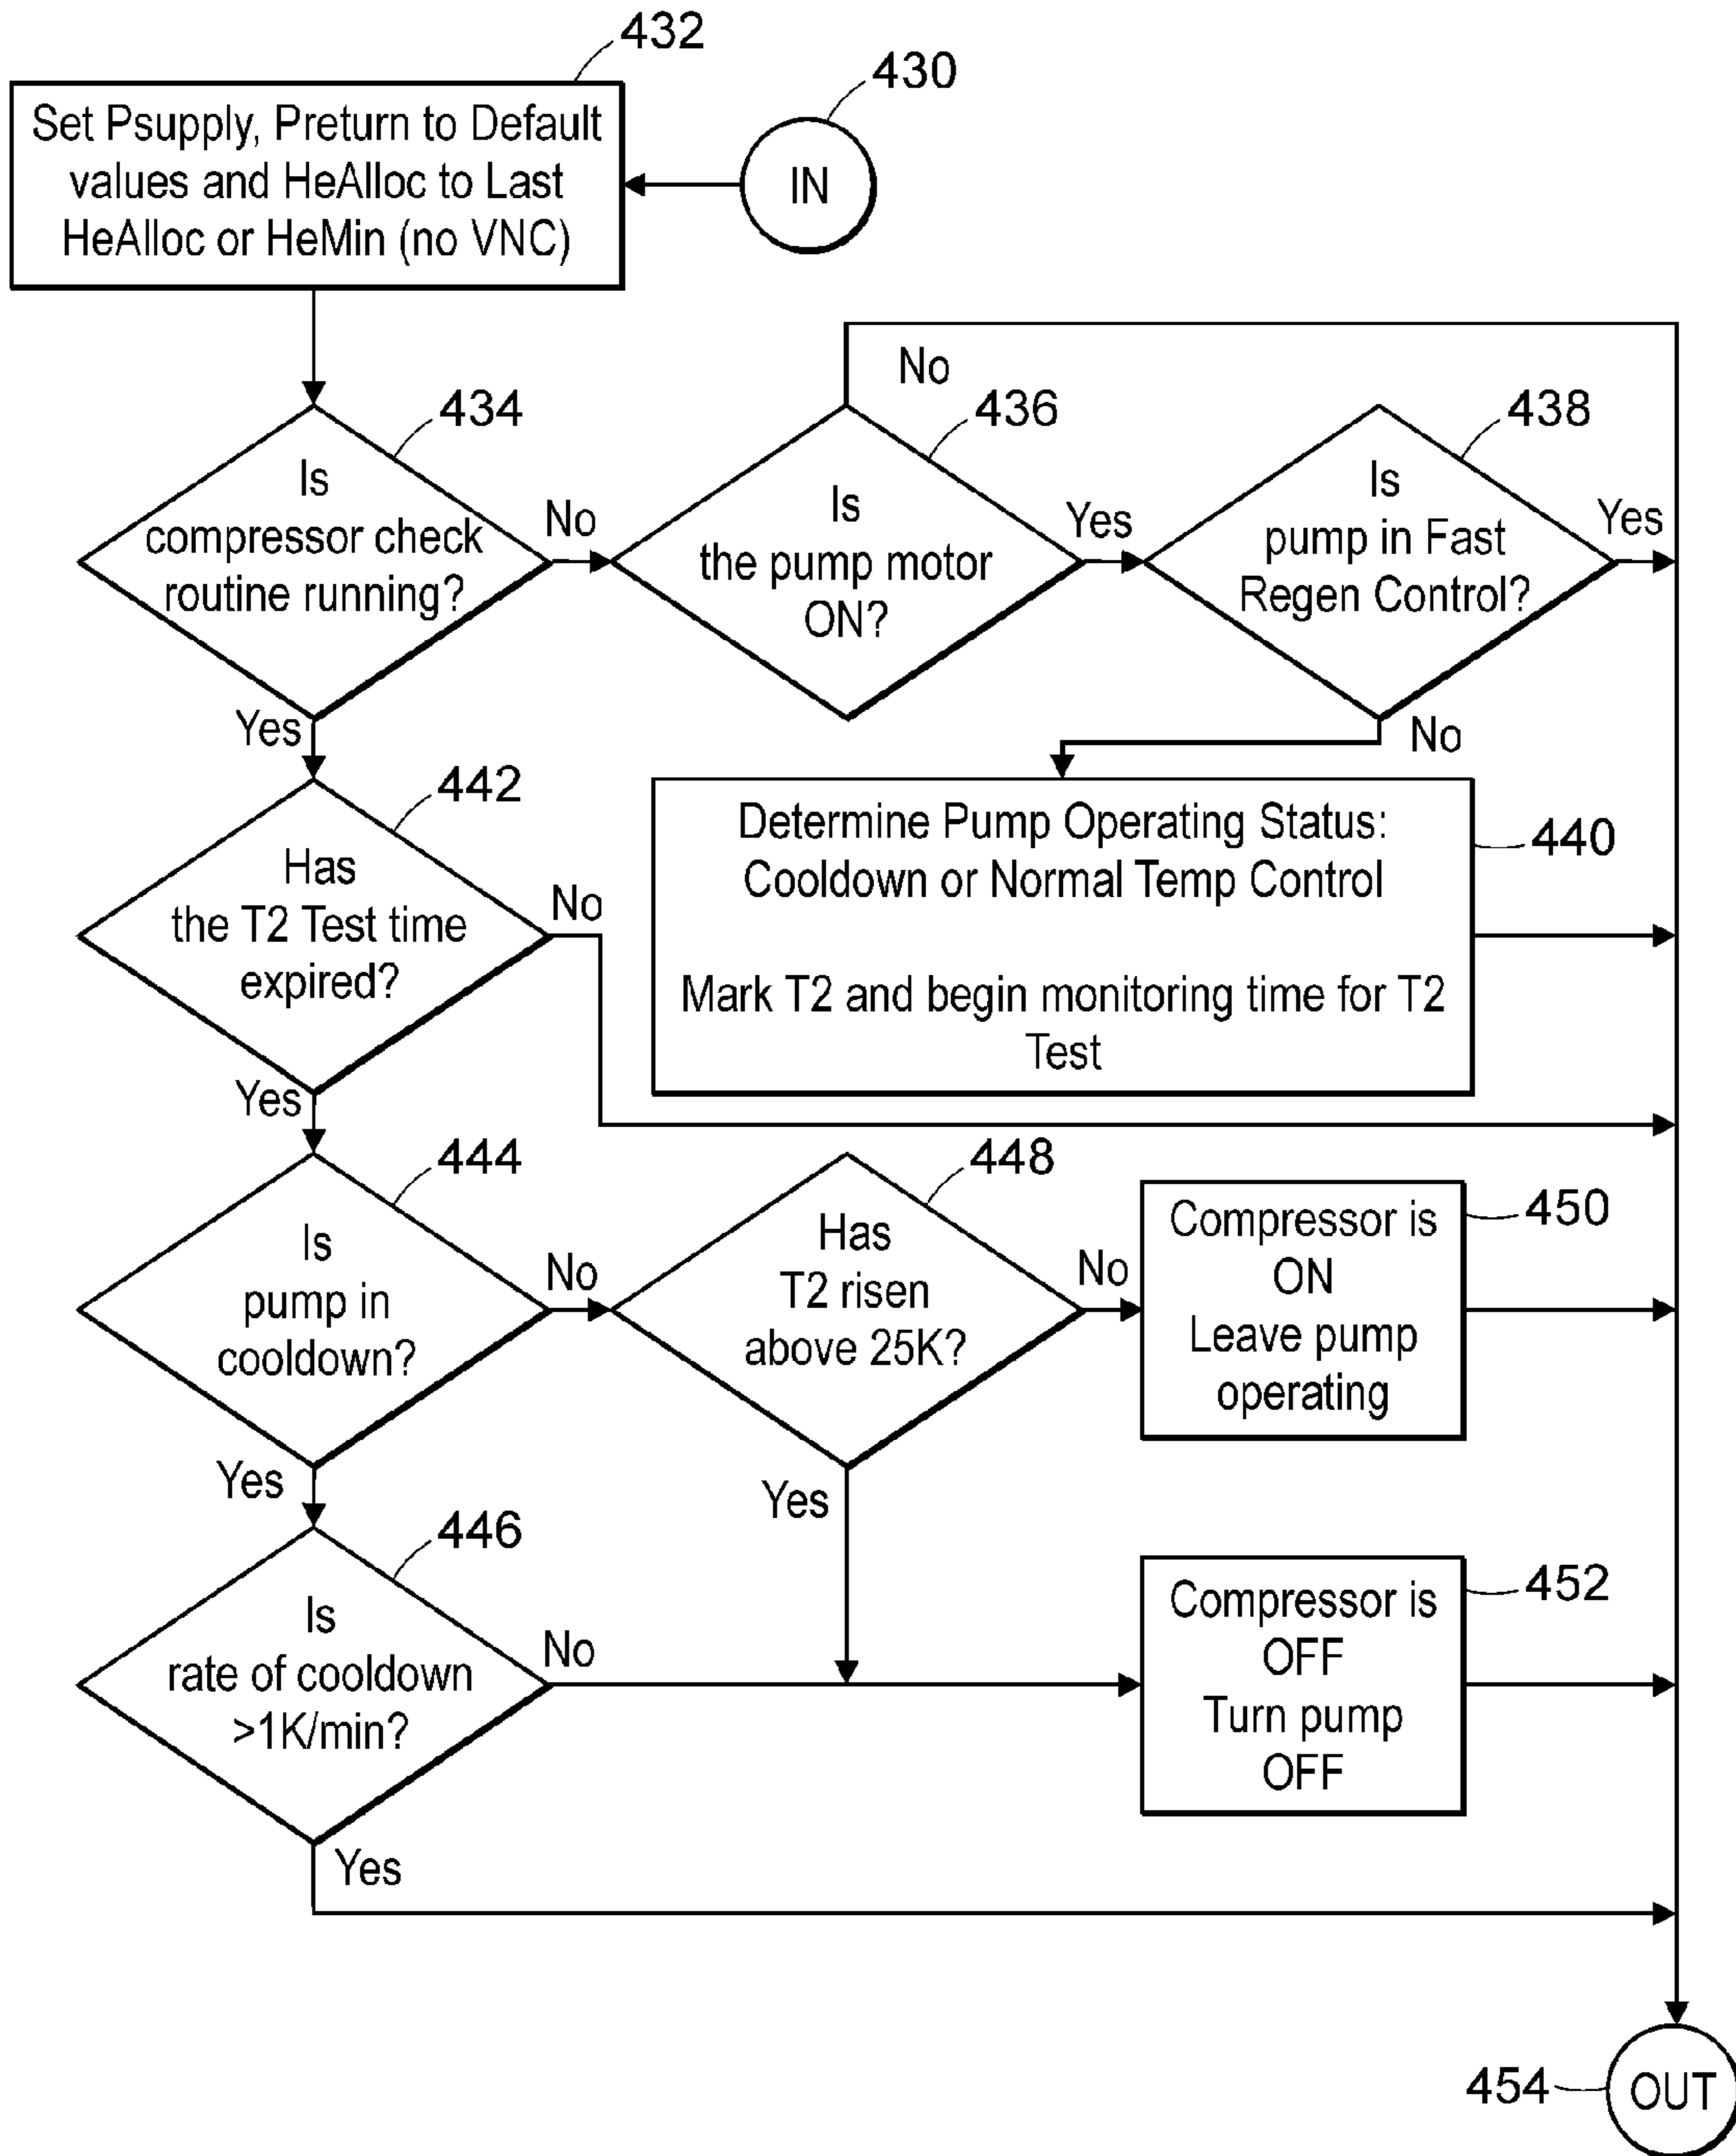 432
Set Psupply, Preturn to Default
values and HeAlloc to Last
HeAlloc or HeMin (no VNC)
430
IN
434
Is
compressor check
routine running?
No
Yes
436
Is
the pump motor
ON?
No
Yes
438
Is
pump in Fast
Regen Control?
Yes
No
440
Determine Pump Operating Status:
Cooldown or Normal Temp Control
Mark T2 and begin monitoring time for T2
Test
442
Has
the T2 Test time
expired?
No
Yes
444
Is
pump in
cooldown?
No
Yes
448
Has
T2 risen
above 25K?
No
Yes
450
Compressor is
ON
Leave pump
operating
446
Is
rate of cooldown
>1K/min?
No
Yes
452
Compressor is
OFF
Turn pump
OFF
454
OUT